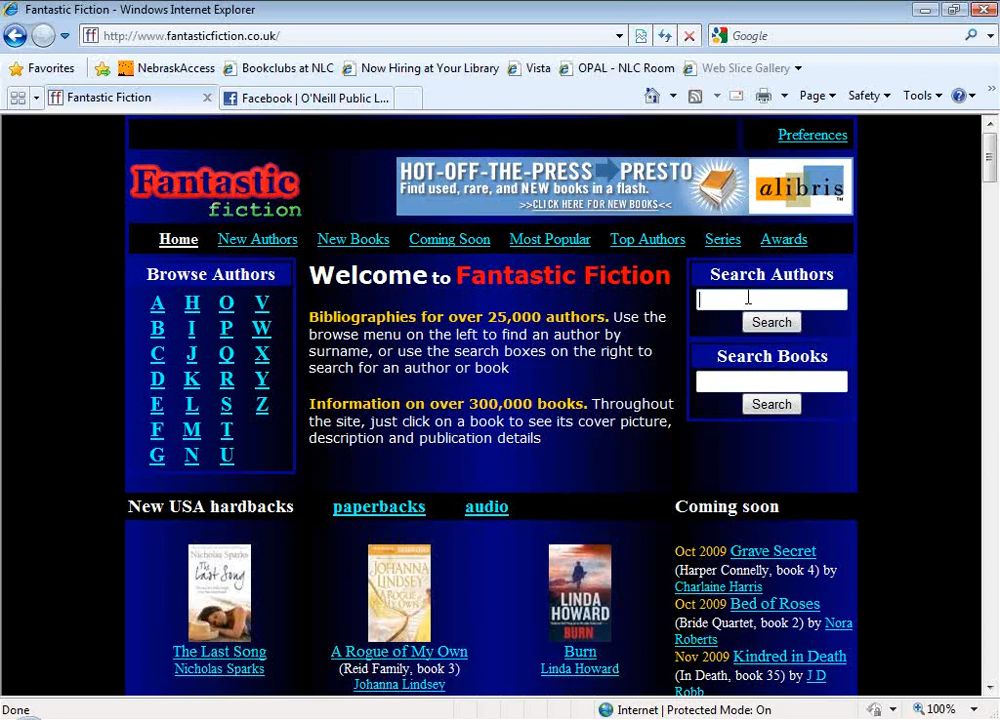 Fantastic Fiction - Windows Internet Explorer
http://www.fantasticfiction.co.uk/
Google
Favorites NebraskAccess Bookclubs at NLC Now Hiring at Your Library Vista OPAL - NLC Room Web Slice Gallery
Fantastic Fiction Facebook | O'Neill Public L...
Page Safety Tools
Preferences
Fantastic
fiction
HOT-OFF-THE-PRESS PRESTO
Find used, rare, and NEW books in a flash.
>>CLICK HERE FOR NEW BOOKS<<
alibris™
Home New Authors New Books Coming Soon Most Popular Top Authors Series Awards
Browse Authors
A H O V
B I P W
C J Q X
D K R Y
E L S Z
F M T
G N U
Welcome to Fantastic Fiction
Bibliographies for over 25,000 authors. Use the
browse menu on the left to find an author by
surname, or use the search boxes on the right to
search for an author or book
Information on over 300,000 books. Throughout
the site, just click on a book to see its cover picture,
description and publication details
Search Authors
Search
Search Books
Search
New USA hardbacks paperbacks audio
Nicholas Sparks
The Last Song
The Last Song
Nicholas Sparks
JOHANNA
LINDSEY
A ROGUE OF
MY OWN
A Rogue of My Own
(Reid Family, book 3)
Johanna Lindsey
LINDA
HOWARD
BURN
Burn
Linda Howard
Coming soon
Oct 2009 Grave Secret
(Harper Connelly, book 4) by
Charlaine Harris
Oct 2009 Bed of Roses
(Bride Quartet, book 2) by Nora
Roberts
Nov 2009 Kindred in Death
(In Death, book 35) by J D
Robb
Done
Internet | Protected Mode: On
100%